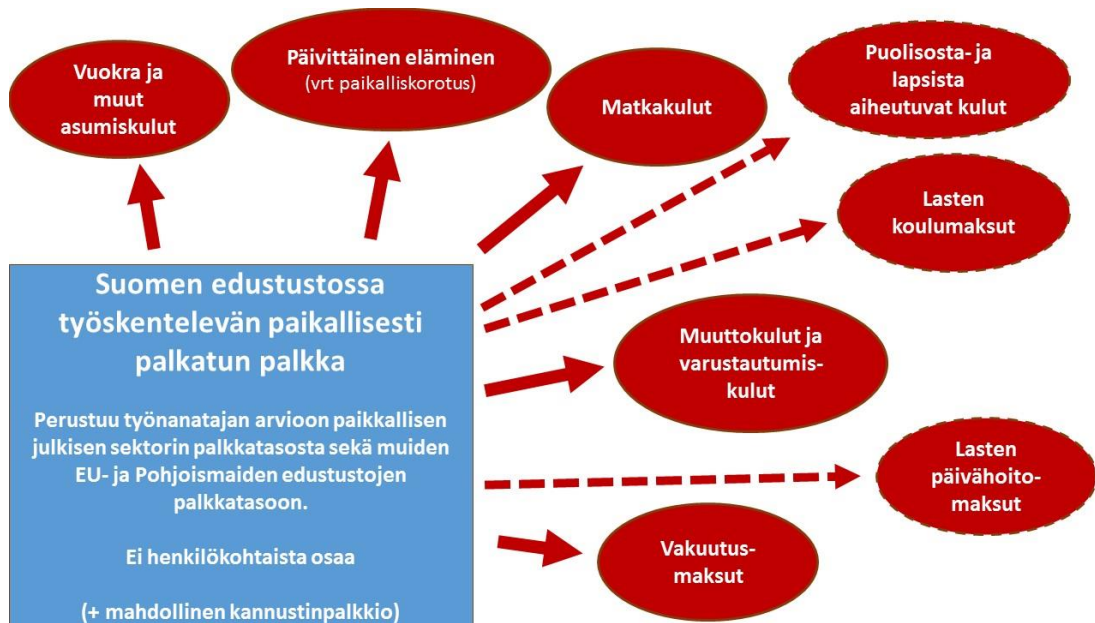 Vuokra ja
muut
asumiskulut
Päivittäinen eläminen
(vrt paikalliskorotus)
Matkakulut
Puolisosta- ja
lapsista
aiheutuvat kulut
Lasten
koulumaksut
Suomen edustustossa
työskentelevän paikallisesti
palkatun palkka
Perustuu työnanatajan arvioon paikkallisen
julkisen sektorin palkkatasosta sekä muiden
EU- ja Pohjoismaiden edustustojen
palkkatasoon.
Ei henkilökohtaista osaa
(+ mahdollinen kannustinpalkkio)
Muuttokulut ja
varustautumis-
kulut
Lasten
päivähoito-
maksut
Vakuutus-
maksut